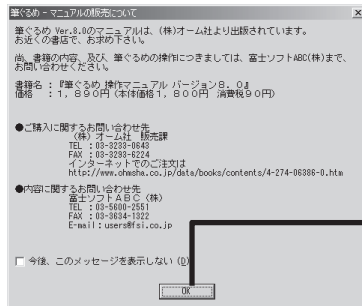 筆ぐるめ - マニュアルの販売について
筆ぐるめ Ver.8.0のマニュアルは、(株)オーム社より出版されています。
お近くの書店で、お求め下さい。
尚、書籍の内容、及び、筆ぐるめの操作につきましては、富士ソフトABC(株)まで、
お問い合わせください。
書籍名 : 『筆ぐるめ 操作マニュアル バージョン8.0』
価格 : 1,890円(本体価格1,800円 消費税90円)
●ご購入に関するお問い合わせ先
(株)オーム社 販売課
TEL : 03-3233-0643
FAX : 03-3293-6224
インターネットでのご注文は
http://www.ohmsha.co.jp/data/books/contents/4-274-06386-0.htm
●内容に関するお問い合わせ先
富士ソフトABC(株)
TEL : 03-5600-2551
FAX : 03-3634-1322
E-mail : users@fsi.co.jp
今後、このメッセージを表示しない(D)
OK